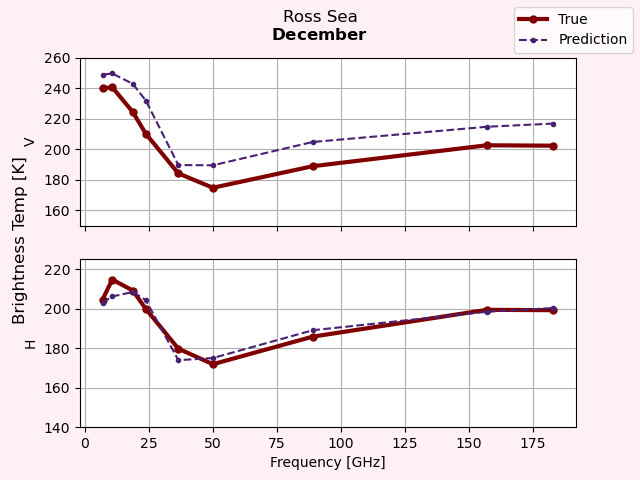 Ross Sea
December
True
Prediction
Brightness Temp [K]
V
260
240
220
200
180
160
H
220
200
180
160
140
0 25 50 75 100 125 150 175
Frequency [GHz]